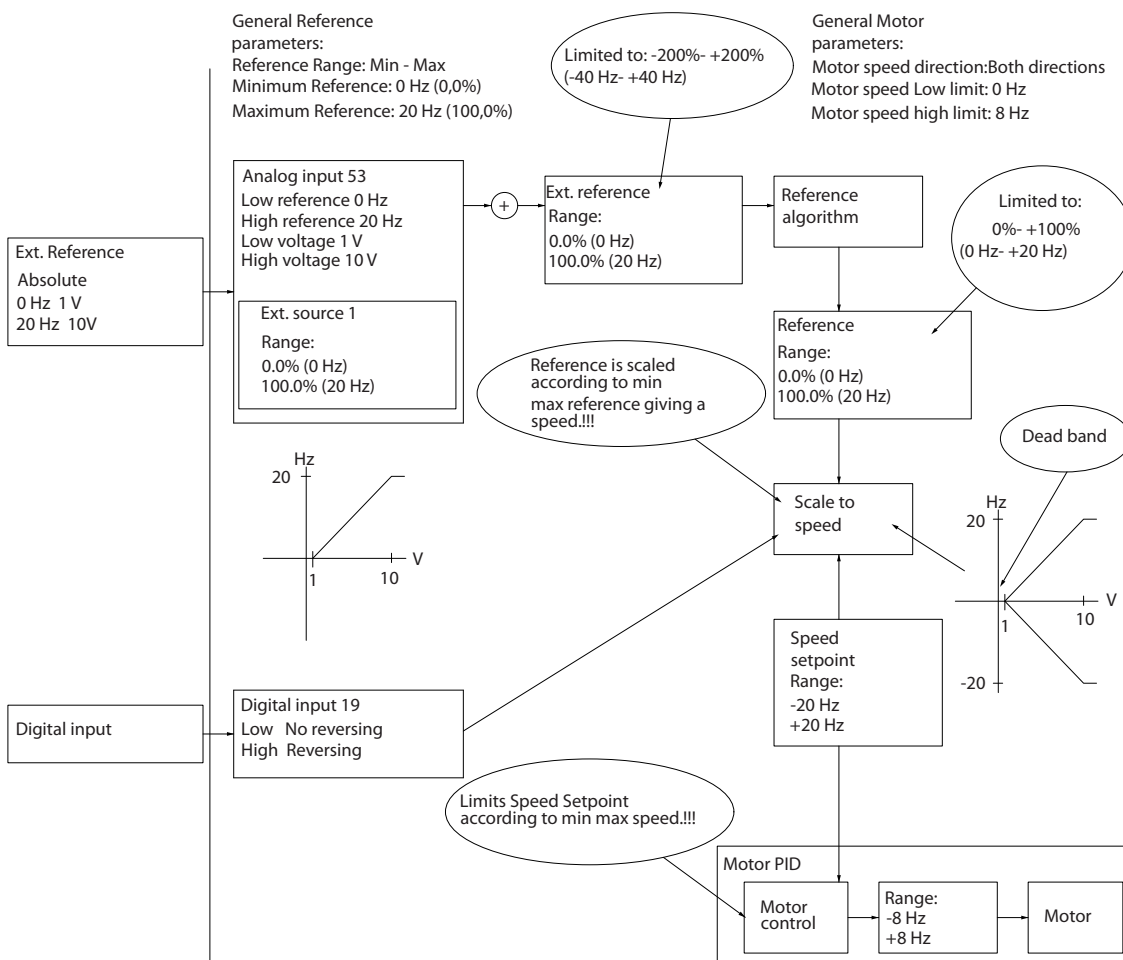 General Reference
parameters:
Reference Range: Min - Max
Minimum Reference: 0 Hz (0,0%)
Maximum Reference: 20 Hz (100,0%)
Limited to: -200%- +200%
(-40 Hz- +40 Hz)
General Motor
parameters:
Motor speed direction:Both directions
Motor speed Low limit: 0 Hz
Motor speed high limit: 8 Hz
Ext. Reference
Absolute
0 Hz 1 V
20 Hz 10V
Analog input 53
Low reference 0 Hz
High reference 20 Hz
Low voltage 1 V
High voltage 10 V
Ext. source 1
Range:
0.0% (0 Hz)
100.0% (20 Hz)
+
Ext. reference
Range:
0.0% (0 Hz)
100.0% (20 Hz)
Reference
algorithm
Limited to:
0%- +100%
(0 Hz- +20 Hz)
Reference
Range:
0.0% (0 Hz)
100.0% (20 Hz)
Reference is scaled
according to min
max reference giving a
speed.!!!
Dead band
Hz
20
V
1
10
Scale to
speed
Hz
20
V
1
10
-20
Speed
setpoint
Range:
-20 Hz
+20 Hz
Digital input
Digital input 19
Low No reversing
High Reversing
Limits Speed Setpoint
according to min max speed.!!!
Motor PID
Motor
control
Range:
-8 Hz
+8 Hz
Motor